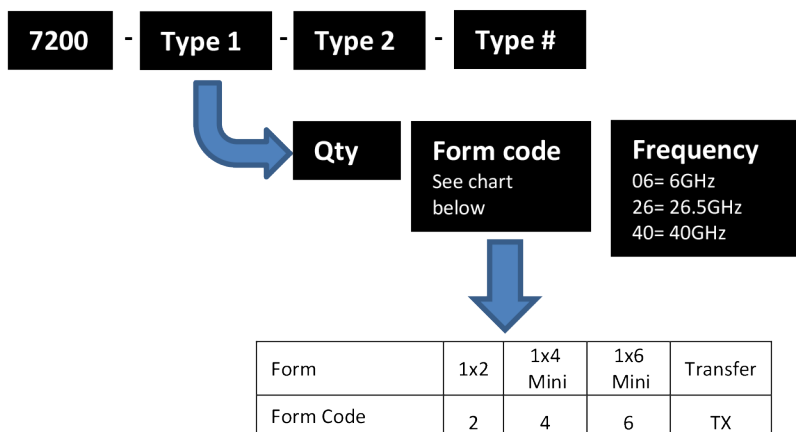 7200 - Type 1 - Type 2 - Type #
Qty
Form code
See chart
below
Frequency
06= 6GHz
26= 26.5GHz
40= 40GHz
Form 1x2 1x4 Mini 1x6 Mini Transfer
Form Code 2 4 6 TX